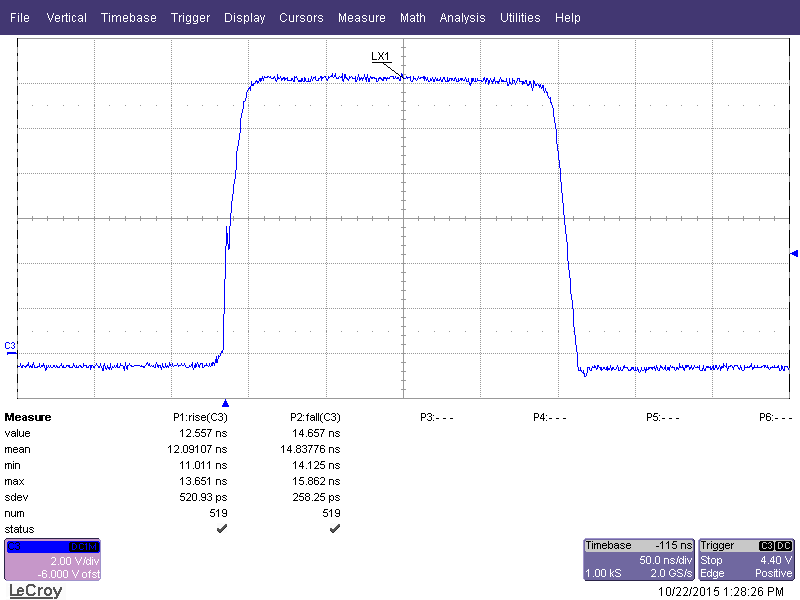 File Vertical Timebase Trigger Display Cursors Measure Math Analysis Utilities Help
LX1
C3
Measure P1:rise(C3) P2:fall(C3) P3:- - - P4:- - - P5:- - - P6:- - -
value 12.557 ns 14.657 ns
mean 12.09107 ns 14.83776 ns
min 11.011 ns 14.125 ns
max 13.651 ns 15.862 ns
sdev 520.93 ps 258.25 ps
num 519 519
status
C3 DC1M
2.00 V/div
-6.000 V ofst
Timebase -115 ns
50.0 ns/div
1.00 kS 2.0 GS/s
Trigger C3 DC
Stop 4.40 V
Edge Positive
LeCroy
10/22/2015 1:28:26 PM